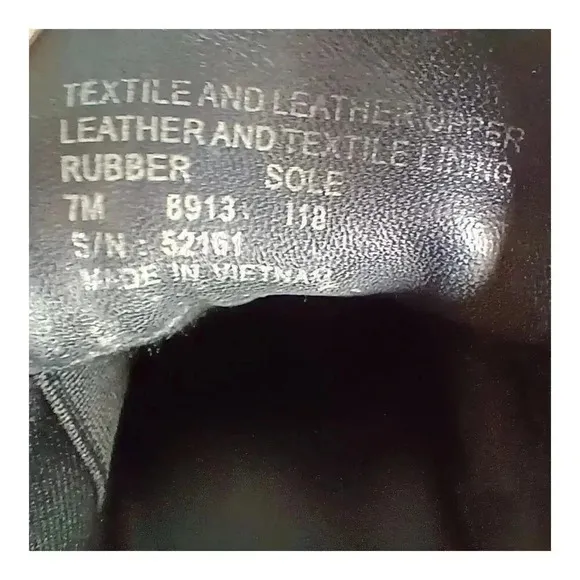 TEXTILE AND LEATHER UPPER
LEATHER AND TEXTILE LINING
RUBBER SOLE
7M 8913 118
S/N : 52161
MADE IN VIETNAM